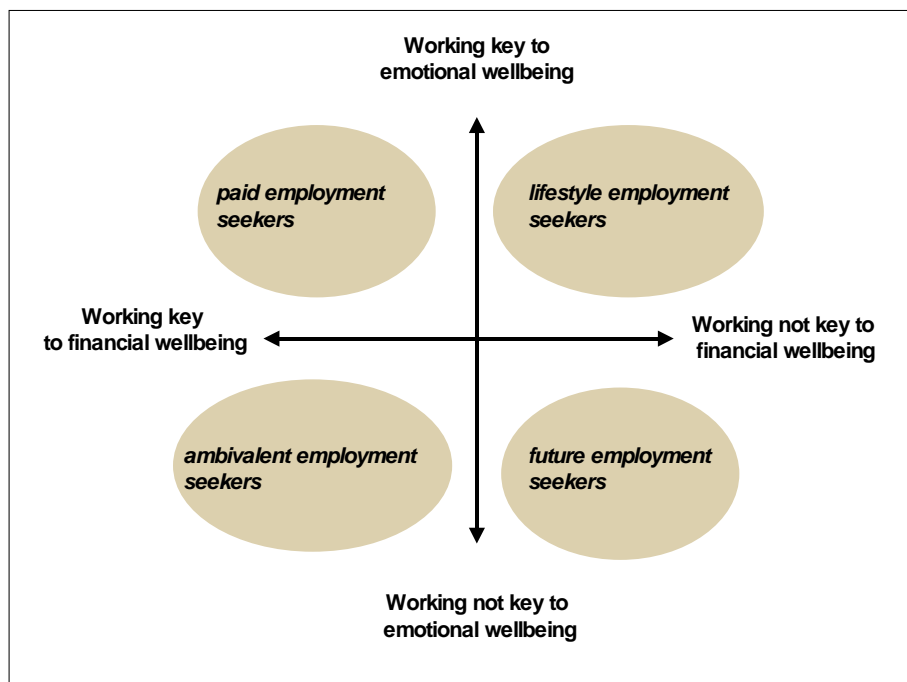 Working key to
emotional wellbeing
paid employment
seekers
lifestyle employment
seekers
Working key
to financial wellbeing
Working not key to
financial wellbeing
ambivalent employment
seekers
future employment
seekers
Working not key to
emotional wellbeing